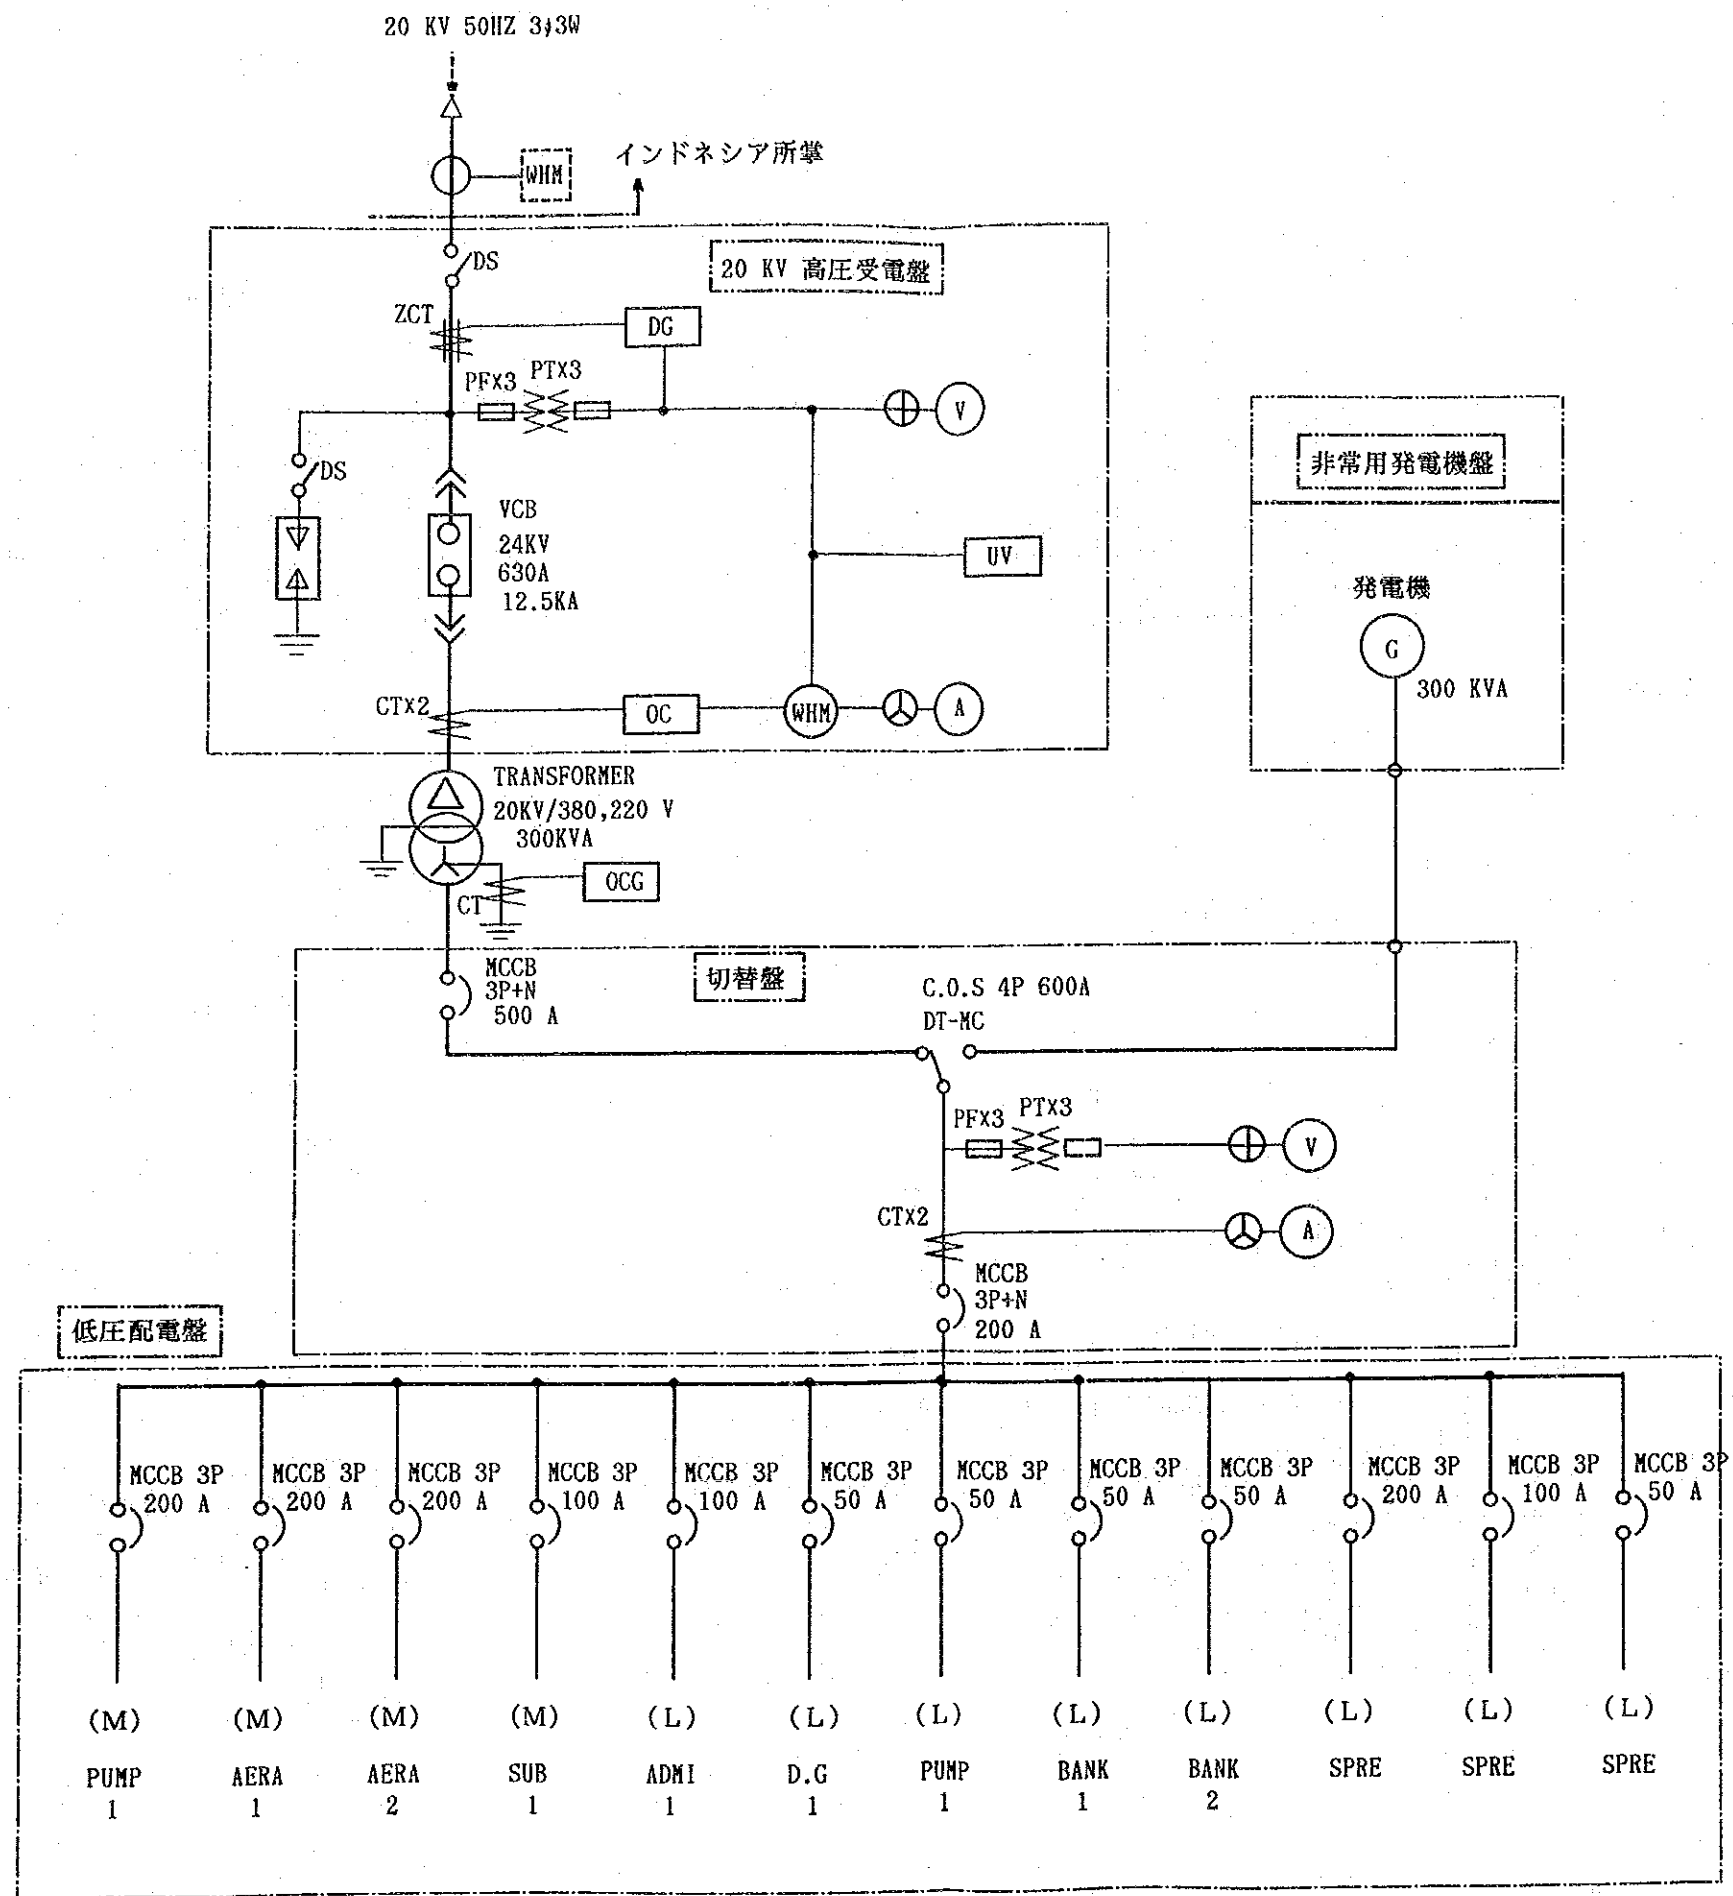 20 KV 50HZ 3φ3W
WHM
インドネシア所掌
DS
20 KV 高圧受電盤
ZCT
DG
PFX3
PTX3
V
DS
VCB
24KV
630A
12.5KA
UV
CTX2
OC
WHM
A
非常用発電機盤
発電機
G
300 KVA
TRANSFORMER
20KV/380,220 V
300KVA
CT
OCG
切替盤
MCCB
3P+N
500 A
C.O.S 4P 600A
DT-MC
PFX3
PTX3
V
CTX2
A
MCCB
3P+N
200 A
低圧配電盤
MCCB 3P
200 A
MCCB 3P
200 A
MCCB 3P
200 A
MCCB 3P
100 A
MCCB 3P
100 A
MCCB 3P
50 A
MCCB 3P
50 A
MCCB 3P
50 A
MCCB 3P
50 A
MCCB 3P
200 A
MCCB 3P
100 A
MCCB 3P
50 A
(M)
PUMP
1
(M)
AERA
1
(M)
AERA
2
(M)
SUB
1
(L)
ADMI
1
(L)
D.G
1
(L)
PUMP
1
(L)
BANK
1
(L)
BANK
2
(L)
SPRE
(L)
SPRE
(L)
SPRE